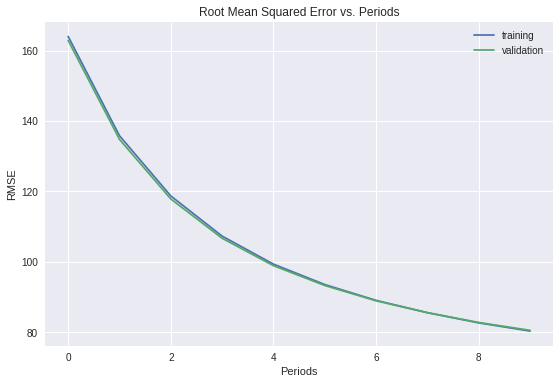 Root Mean Squared Error vs. Periods
training
validation
160
140
120
100
80
RMSE
0
2
4
6
8
Periods